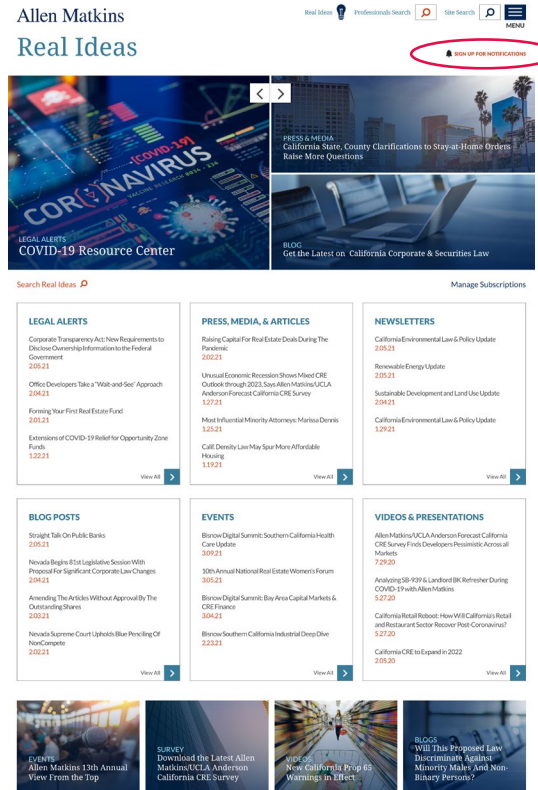 Allen Matkins
Real Ideas
Professionals Search
Site Search
MENU
Real Ideas
SIGN UP FOR NOTIFICATIONS
[COVID-19]
CORONAVIRUS
LEGAL ALERTS
COVID-19 Resource Center
PRESS & MEDIA
California State, County Clarifications to Stay-at-Home Orders
Raise More Questions
BLOG
Get the Latest on California Corporate & Securities Law
Search Real Ideas
Manage Subscriptions
LEGAL ALERTS
Corporate Transparency Act: New Requirements to
Disclose Ownership Information to the Federal
Government
2.05.21
Office Developers Take a "Wait-and-See" Approach
2.04.21
Forming Your First Real Estate Fund
2.01.21
Extensions of COVID-19 Relief for Opportunity Zone
Funds
1.22.21
View All
PRESS, MEDIA, & ARTICLES
Raising Capital For Real Estate Deals During The
Pandemic
2.02.21
Unusual Economic Recession Shows Mixed CRE
Outlook through 2023, Says Allen Matkins/UCLA
Anderson Forecast California CRE Survey
1.27.21
Most Influential Minority Attorneys: Marissa Dennis
1.25.21
Calif. Density Law May Spur More Affordable
Housing
1.19.21
View All
NEWSLETTERS
California Environmental Law & Policy Update
2.05.21
Renewable Energy Update
2.05.21
Sustainable Development and Land Use Update
2.04.21
California Environmental Law & Policy Update
1.29.21
View All
BLOG POSTS
Straight Talk On Public Banks
2.05.21
Nevada Begins 81st Legislative Session With
Proposal For Significant Corporate Law Changes
2.04.21
Amending The Articles Without Approval By The
Outstanding Shares
2.03.21
Nevada Supreme Court Upholds Blue Penciling Of
NonCompete
2.02.21
View All
EVENTS
Bisnow Digital Summit: Southern California Health
Care Update
3.09.21
10th Annual National Real Estate Women's Forum
3.05.21
Bisnow Digital Summit: Bay Area Capital Markets &
CRE Finance
3.04.21
Bisnow Southern California Industrial Deep Dive
2.23.21
View All
VIDEOS & PRESENTATIONS
Allen Matkins/UCLA Anderson Forecast California
CRE Survey Finds Developers Pessimistic Across all
Markets
7.29.20
Analyzing SB-939 & Landlord BK Refresher During
COVID-19 with Allen Matkins
5.27.20
California Retail Reboot: How Will California's Retail
and Restaurant Sector Recover Post-Coronavirus?
5.27.20
California CRE to Expand in 2022
2.05.20
View All
EVENTS
Allen Matkins 13th Annual
View From the Top
SURVEY
Download the Latest Allen
Matkins/UCLA Anderson
California CRE Survey
VIDEOS
New California Prop 65
Warnings in Effect
BLOGS
Will This Proposed Law
Discriminate Against
Minority Males And Non-
Binary Persons?